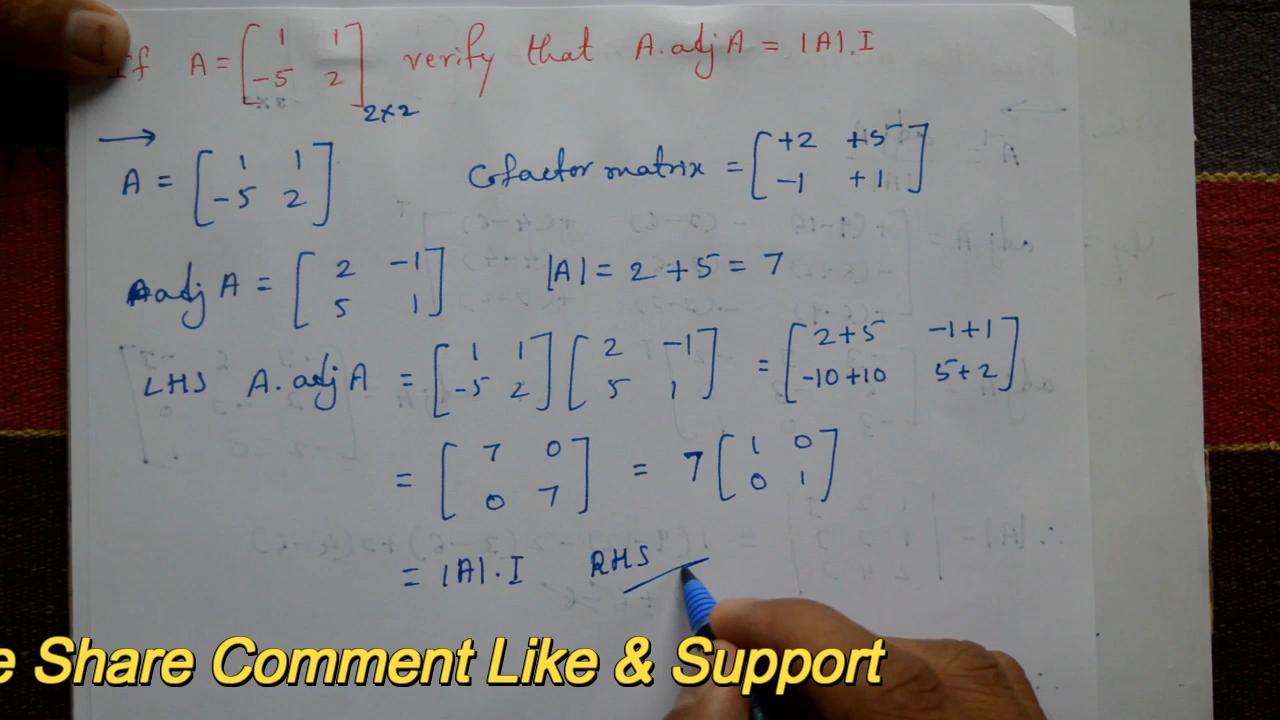 If A = [ 1 1 verify that A.adj A = |A|.I
-5 2 ]2×2
→
A = [ 1 1 Cofactor matrix = [ +2 +5
-5 2 ] -1 +1 ]
adj A = [ 2 -1 |A| = 2 + 5 = 7
5 1 ]
LHS A. adj A = [ 1 1 [ 2 -1 = [ 2+5 -1+1
-5 2 ] 5 1 ] -10+10 5+2 ]
= [ 7 0 = 7 [ 1 0
0 7 ] 0 1 ]
= |A|. I RHS
e Share Comment Like & Support